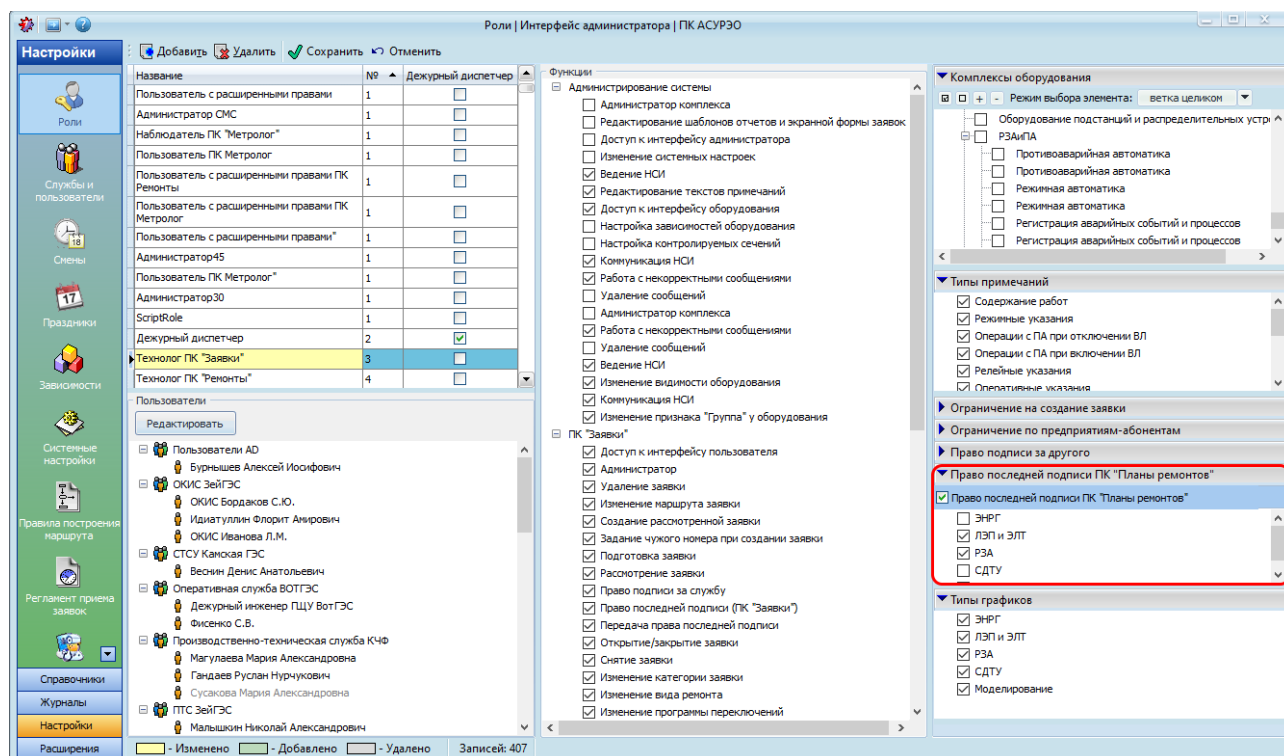 Роли | Интерфейс администратора | ПК АСУРЭО
Настройки
Добавить Удалить Сохранить Отменить
Роли
Службы и
пользователи
18
Смены
17
Праздники
Зависимости
Системные
настройки
Правила построения
маршрута
Регламент приема
заявок
Справочники
Журналы
Настройки
Расширения
Название № Дежурный диспетчер
Пользователь с расширенными правами 1
Администратор СМС 1
Наблюдатель ПК "Метролог" 1
Пользователь ПК Метролог 1
Пользователь с расширенными правами ПК
Ремонты 1
Пользователь с расширенными правами ПК
Метролог 1
Пользователь с расширенными правами" 1
Администратор45 1
Пользователь ПК Метролог" 1
Администратор30 1
ScriptRole 1
Дежурный диспетчер 2
Технолог ПК "Заявки" 3
Технолог ПК "Ремонты" 4
Пользователи
Редактировать
Пользователи AD
Бурнышев Алексей Иосифович
ОКИС ЗейГЭС
ОКИС Бордаков С.Ю.
Идиатуллин Флорит Амирович
ОКИС Иванова Л.М.
СТСУ Камская ГЭС
Веснин Денис Анатольевич
Оперативная служба ВОТГЭС
Дежурный инженер ПЩУ ВотГЭС
Фисенко С.В.
Производственно-техническая служба КЧФ
Магулаева Мария Александровна
Гандаев Руслан Нурчукович
Сусакова Мария Александровна
ПТС ЗейГЭС
Малышкин Николай Александрович
- Изменено - Добавлено - Удалено Записей: 407
Функции
Администрирование системы
Администратор комплекса
Редактирование шаблонов отчетов и экранной формы заявок
Доступ к интерфейсу администратора
Изменение системных настроек
Ведение НСИ
Редактирование текстов примечаний
Доступ к интерфейсу оборудования
Настройка зависимостей оборудования
Настройка контролируемых сечений
Коммуникация НСИ
Работа с некорректными сообщениями
Удаление сообщений
Администратор комплекса
Работа с некорректными сообщениями
Удаление сообщений
Ведение НСИ
Изменение видимости оборудования
Коммуникация НСИ
Изменение признака "Группа" у оборудования
ПК "Заявки"
Доступ к интерфейсу пользователя
Администратор
Удаление заявки
Изменение маршрута заявки
Создание рассмотренной заявки
Задание чужого номера при создании заявки
Подготовка заявки
Рассмотрение заявки
Право подписи за службу
Право последней подписи (ПК "Заявки")
Передача права последней подписи
Открытие/закрытие заявки
Снятие заявки
Изменение категории заявки
Изменение вида ремонта
Изменение программы переключений
Комплексы оборудования
Режим выбора элемента: ветка целиком
Оборудование подстанций и распределительных устр
РЗАиПА
Противоаварийная автоматика
Противоаварийная автоматика
Режимная автоматика
Режимная автоматика
Регистрация аварийных событий и процессов
Регистрация аварийных событий и процессов
Типы примечаний
Содержание работ
Режимные указания
Операции с ПА при отключении ВЛ
Операции с ПА при включении ВЛ
Релейные указания
Оперативные указания
Ограничение на создание заявки
Ограничение по предприятиям-абонентам
Право подписи за другого
Право последней подписи ПК "Планы ремонтов"
Право последней подписи ПК "Планы ремонтов"
ЭНРГ
ЛЭП и ЭЛТ
РЗА
СДТУ
Типы графиков
ЭНРГ
ЛЭП и ЭЛТ
РЗА
СДТУ
Моделирование